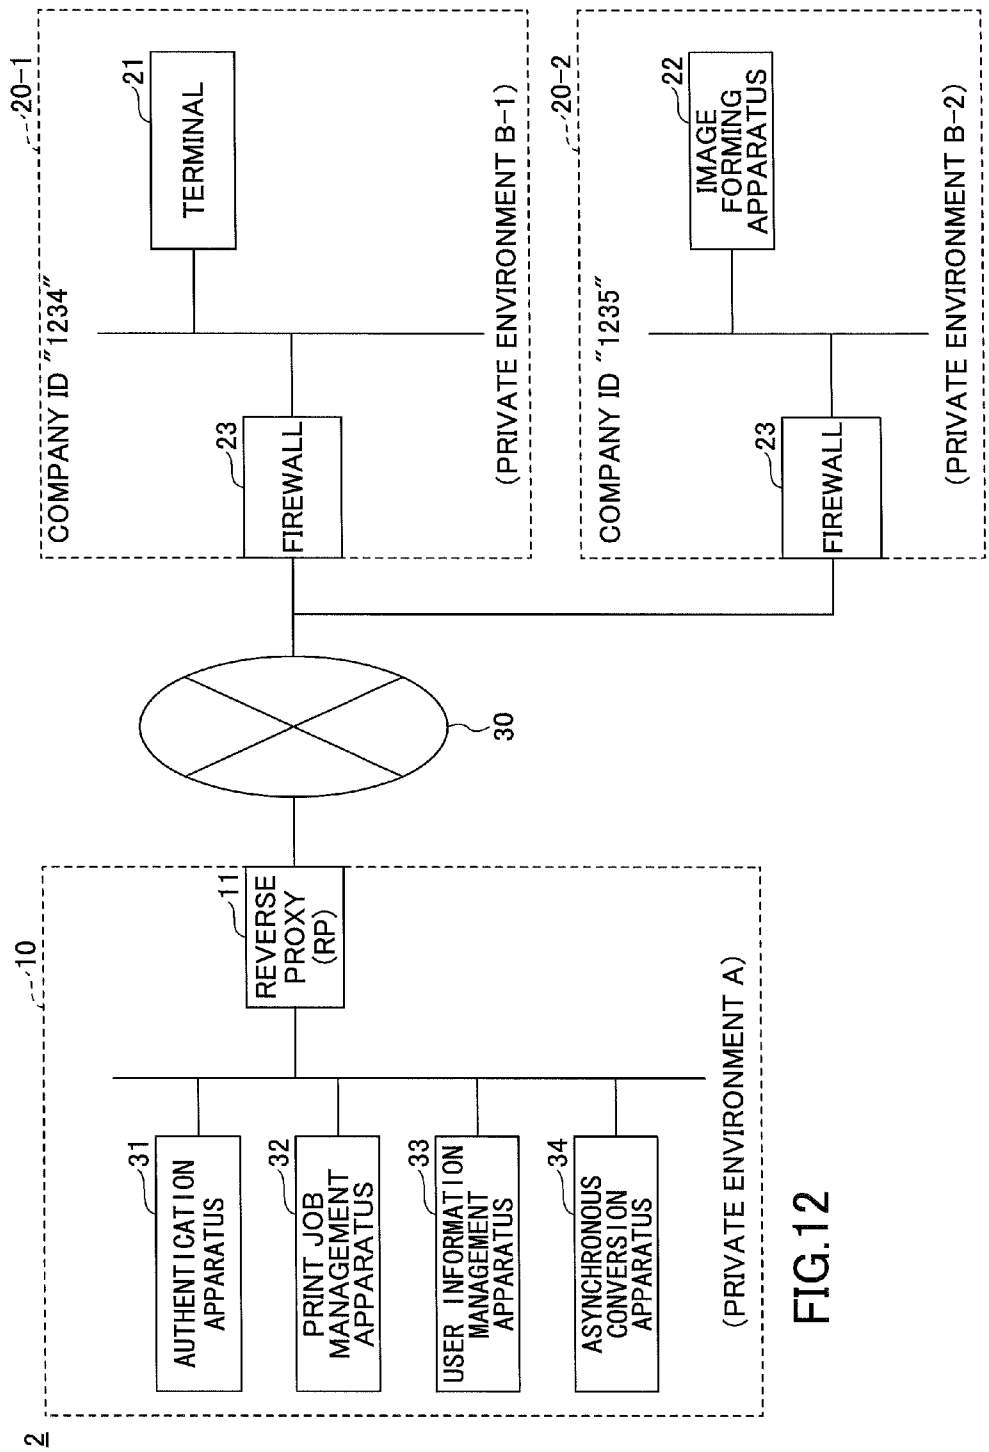 2
10
31
AUTHENTICATION
APPARATUS
32
PRINT JOB
MANAGEMENT
APPARATUS
33
USER INFORMATION
MANAGEMENT
APPARATUS
34
ASYNCHRONOUS
CONVERSION
APPARATUS
11
REVERSE
PROXY
(RP)
(PRIVATE ENVIRONMENT A)
30
20-1
COMPANY ID "1234"
23
FIREWALL
21
TERMINAL
(PRIVATE ENVIRONMENT B-1)
20-2
COMPANY ID "1235"
23
FIREWALL
22
IMAGE
FORMING
APPARATUS
(PRIVATE ENVIRONMENT B-2)
FIG.12